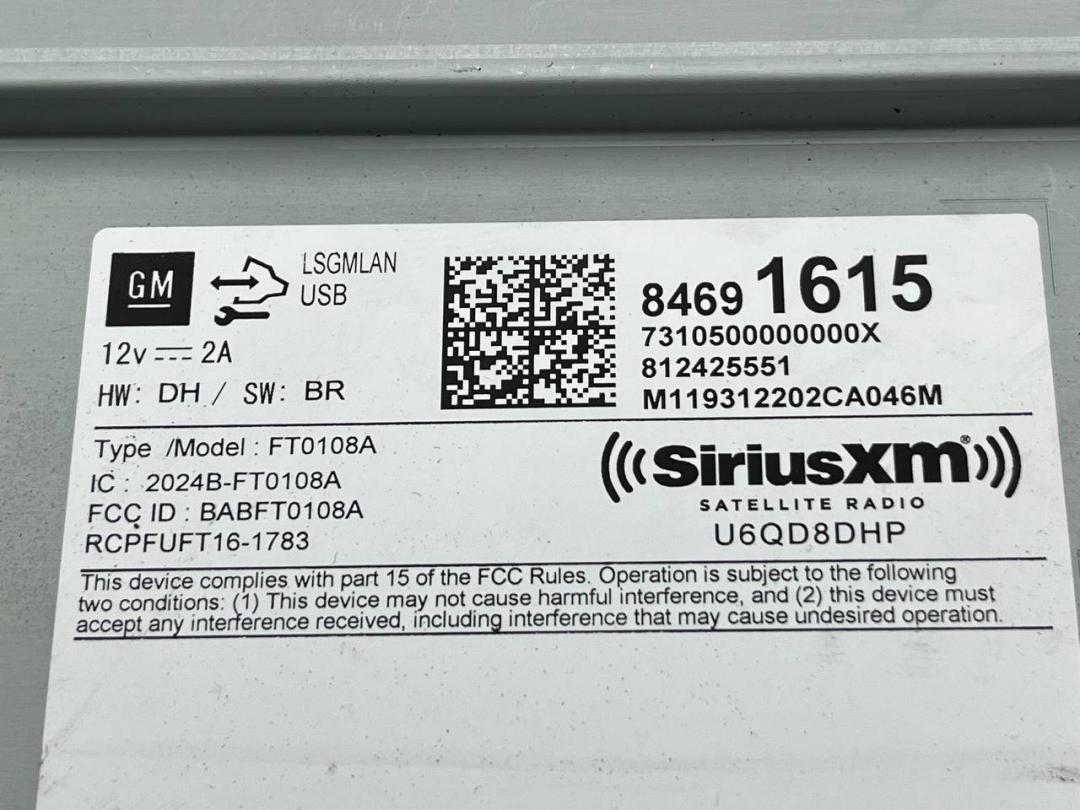 GM
LSGMLAN
USB
12v 2A
HW: DH / SW: BR
8469 1615
7310500000000X
812425551
M119312202CA046M
Type /Model : FT0108A
IC : 2024B-FT0108A
FCC ID : BABFT0108A
RCPFUFT16-1783
SiriusXm®
SATELLITE RADIO
U6QD8DHP
This device complies with part 15 of the FCC Rules. Operation is subject to the following
two conditions: (1) This device may not cause harmful interference, and (2) this device must
accept any interference received, including interference that may cause undesired operation.